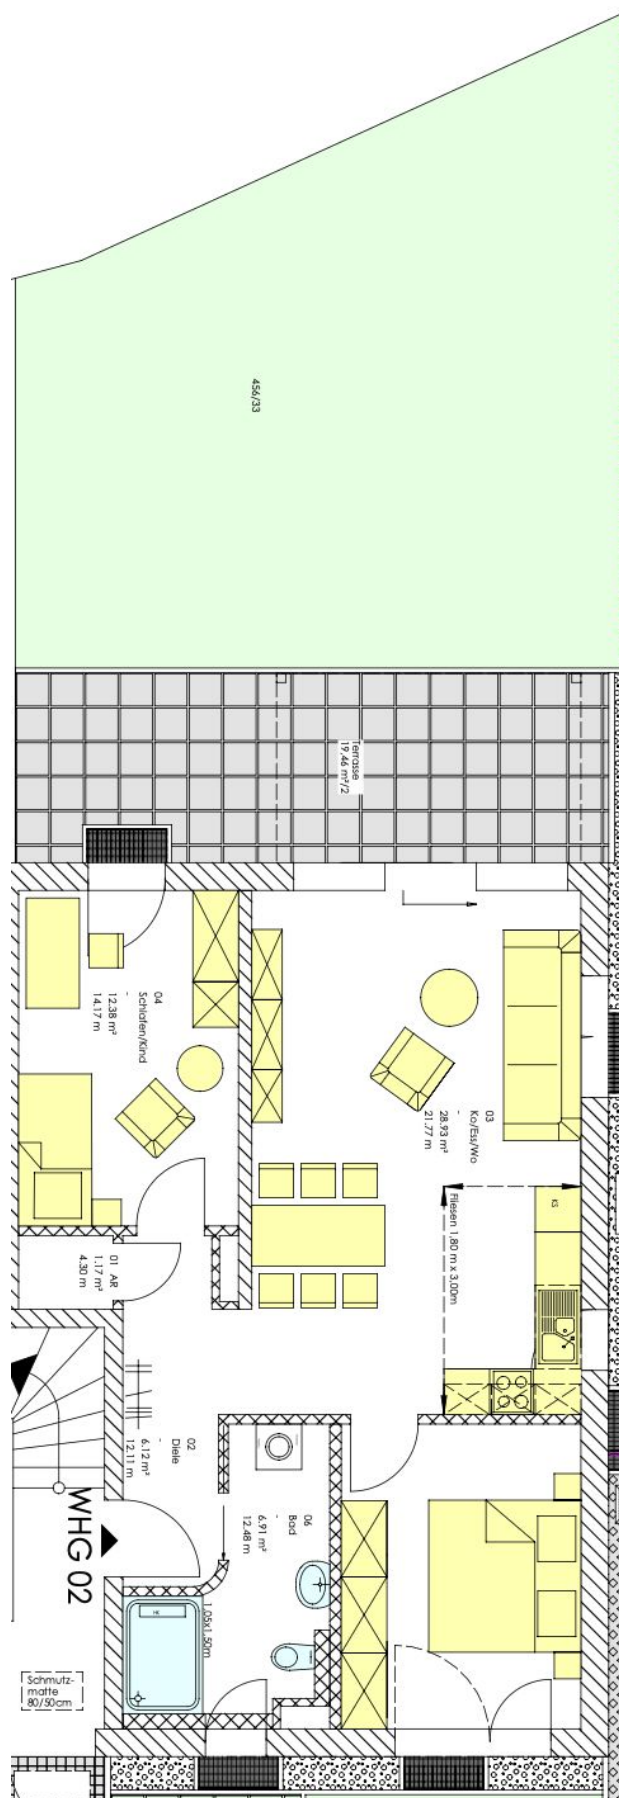 456/33
Terrasse
19,46 m²/2
04
Schlafen/Kind
-
12.38 m²
14.17 m
03
Ko/Ess/Wo
-
28.93 m²
21.77 m
KS
Fliesen 1,80 m x 3,00m
01 AR
1.17 m²
4.30 m
02
Diele
-
6.12 m²
12.11 m
06
Bad
-
6.91 m²
12.48 m
WHG 02
1,05x1,50m
HK
Schmutz-
matte
80/50cm